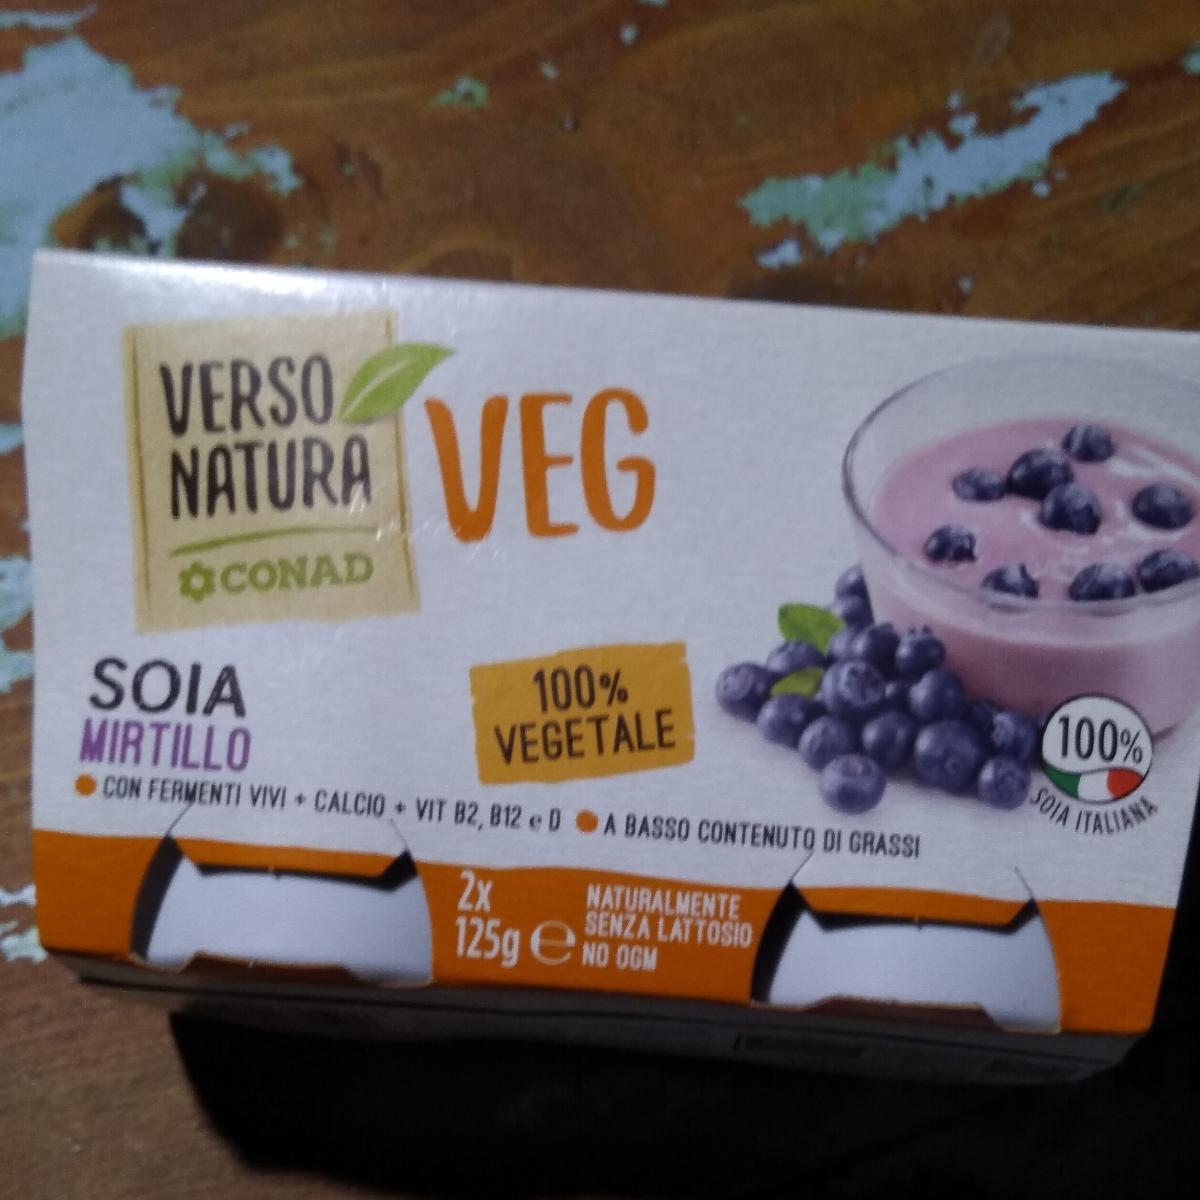 VERSO
NATURA
CONAD
VEG
SOIA
MIRTILLO
100%
VEGETALE
100%
SOIA ITALIANA
CON FERMENTI VIVI + CALCIO + VIT B2, B12 e D
A BASSO CONTENUTO DI GRASSI
2x
125g ℮
NATURALMENTE
SENZA LATTOSIO
NO OGM